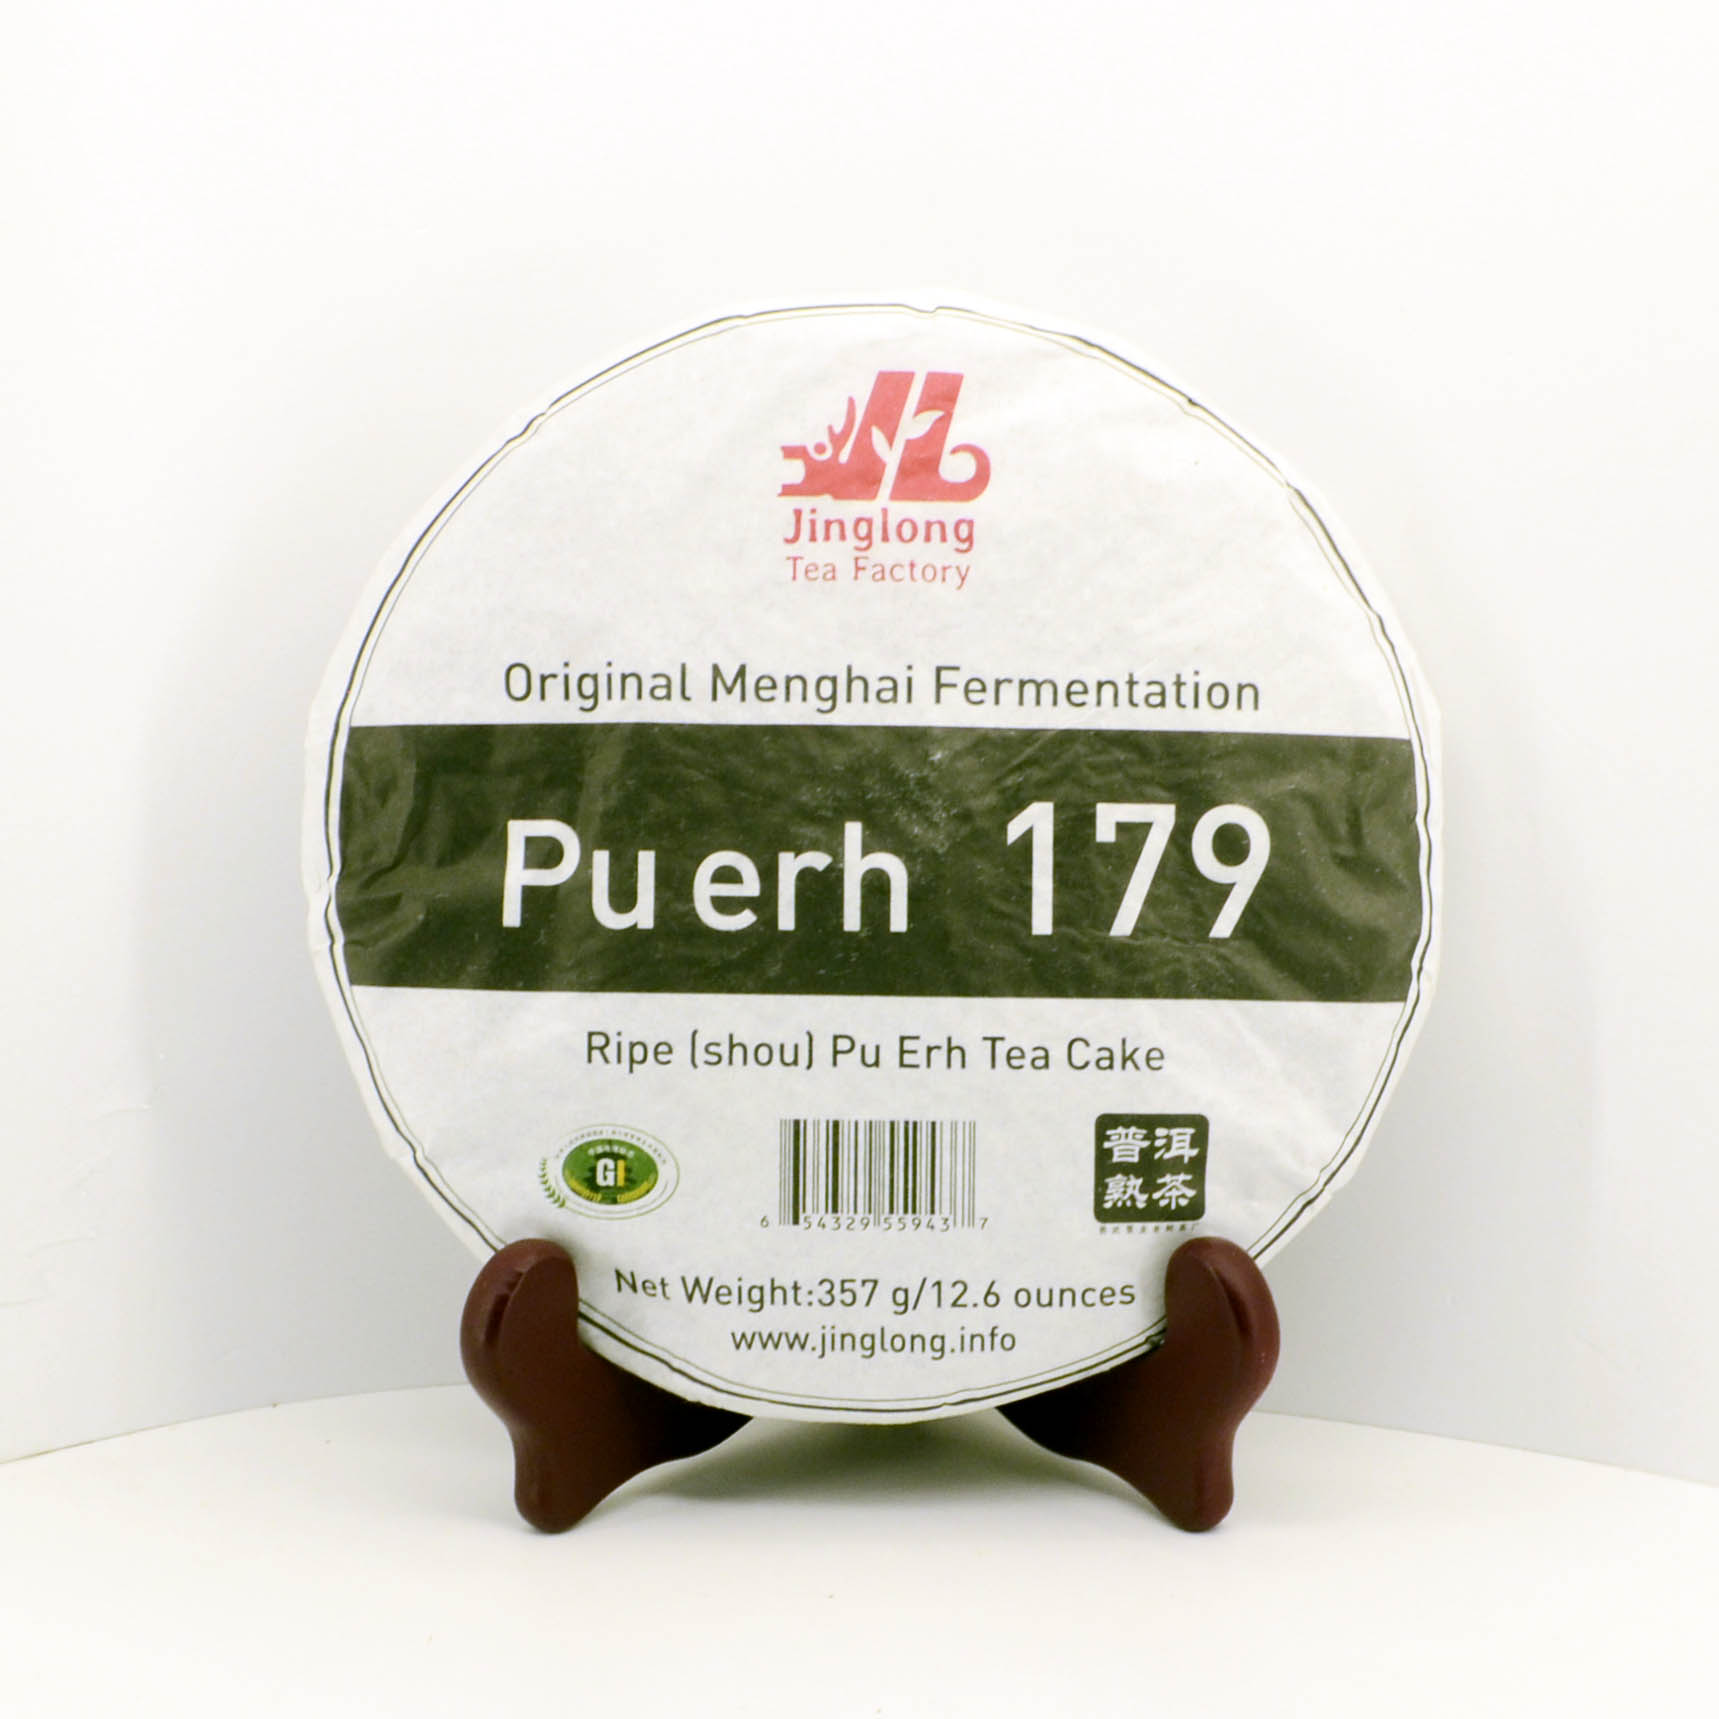 Jinglong
Tea Factory
Original Menghai Fermentation
Pu erh 179
Ripe (shou) Pu Erh Tea Cake
GI
6 54329 55943 7
普洱
熟茶
Net Weight:357 g/12.6 ounces
www.jinglong.info